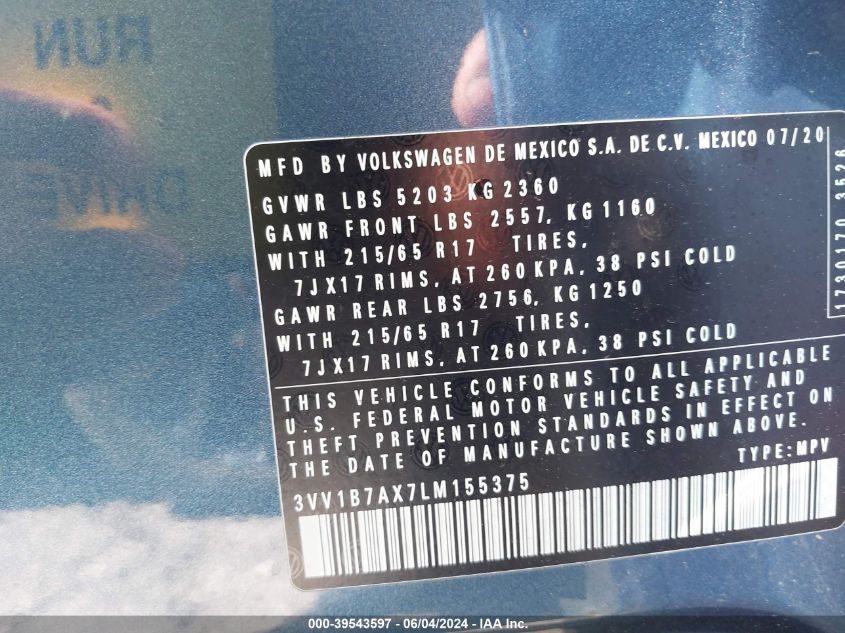 RUN
&
DRIVE
MFD BY VOLKSWAGEN DE MEXICO S.A. DE C.V. MEXICO 07/20
GVWR LBS 5203 KG 2360
GAWR FRONT LBS 2557, KG 1160
WITH 215/65 R17 TIRES,
7JX17 RIMS, AT 260 KPA, 38 PSI COLD
GAWR REAR LBS 2756, KG 1250
WITH 215/65 R17 TIRES,
7JX17 RIMS, AT 260 KPA, 38 PSI COLD
1730170 3526
THIS VEHICLE CONFORMS TO ALL APPLICABLE
U.S. FEDERAL MOTOR VEHICLE SAFETY AND
THEFT PREVENTION STANDARDS IN EFFECT ON
THE DATE OF MANUFACTURE SHOWN ABOVE.
TYPE:MPV
3VV1B7AX7LM155375
000-39543597 - 06/04/2024 - IAA Inc.